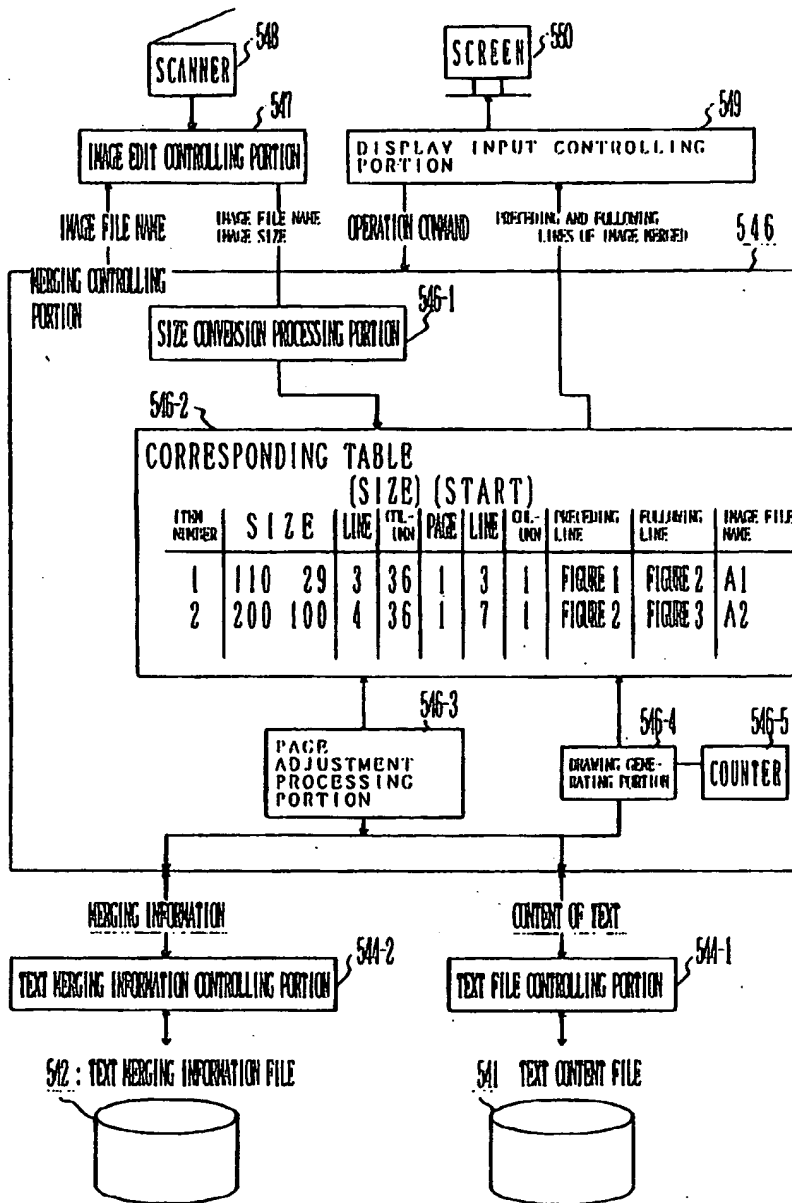 548
SCANNER
SCREEN
550
547
549
IMAGE EDIT CONTROLLING PORTION
DISPLAY INPUT CONTROLLING
PORTION
IMAGE FILE NAME
IMAGE FILE NAME
IMAGE SIZE
OPERATION COMMAND
PRECEDING AND FOLLOWING
LINES OF IMAGE MERGED
546
MERGING CONTROLLING
PORTION
546-1
SIZE CONVERSION PROCESSING PORTION
546-2
CORRESPONDING TABLE
(SIZE) (START)
ITEM NUMBER SIZE LINE COL-UMN PAGE LINE COL-UMN PRECEDING LINE FOLLOWING LINE IMAGE FILE NAME
1 110 29 3 36 1 3 1 FIGURE 1 FIGURE 2 A1
2 200 100 4 36 1 7 1 FIGURE 2 FIGURE 3 A2
546-3
546-4
546-5
PAGE
ADJUSTMENT
PROCESSING
PORTION
DRAWING GENE-
RATING PORTION
COUNTER
MERGING INFORMATION
CONTENT OF TEXT
544-2
544-1
TEXT MERGING INFORMATION CONTROLLING PORTION
TEXT FILE CONTROLLING PORTION
542 : TEXT MERGING INFORMATION FILE
541 TEXT CONTENT FILE